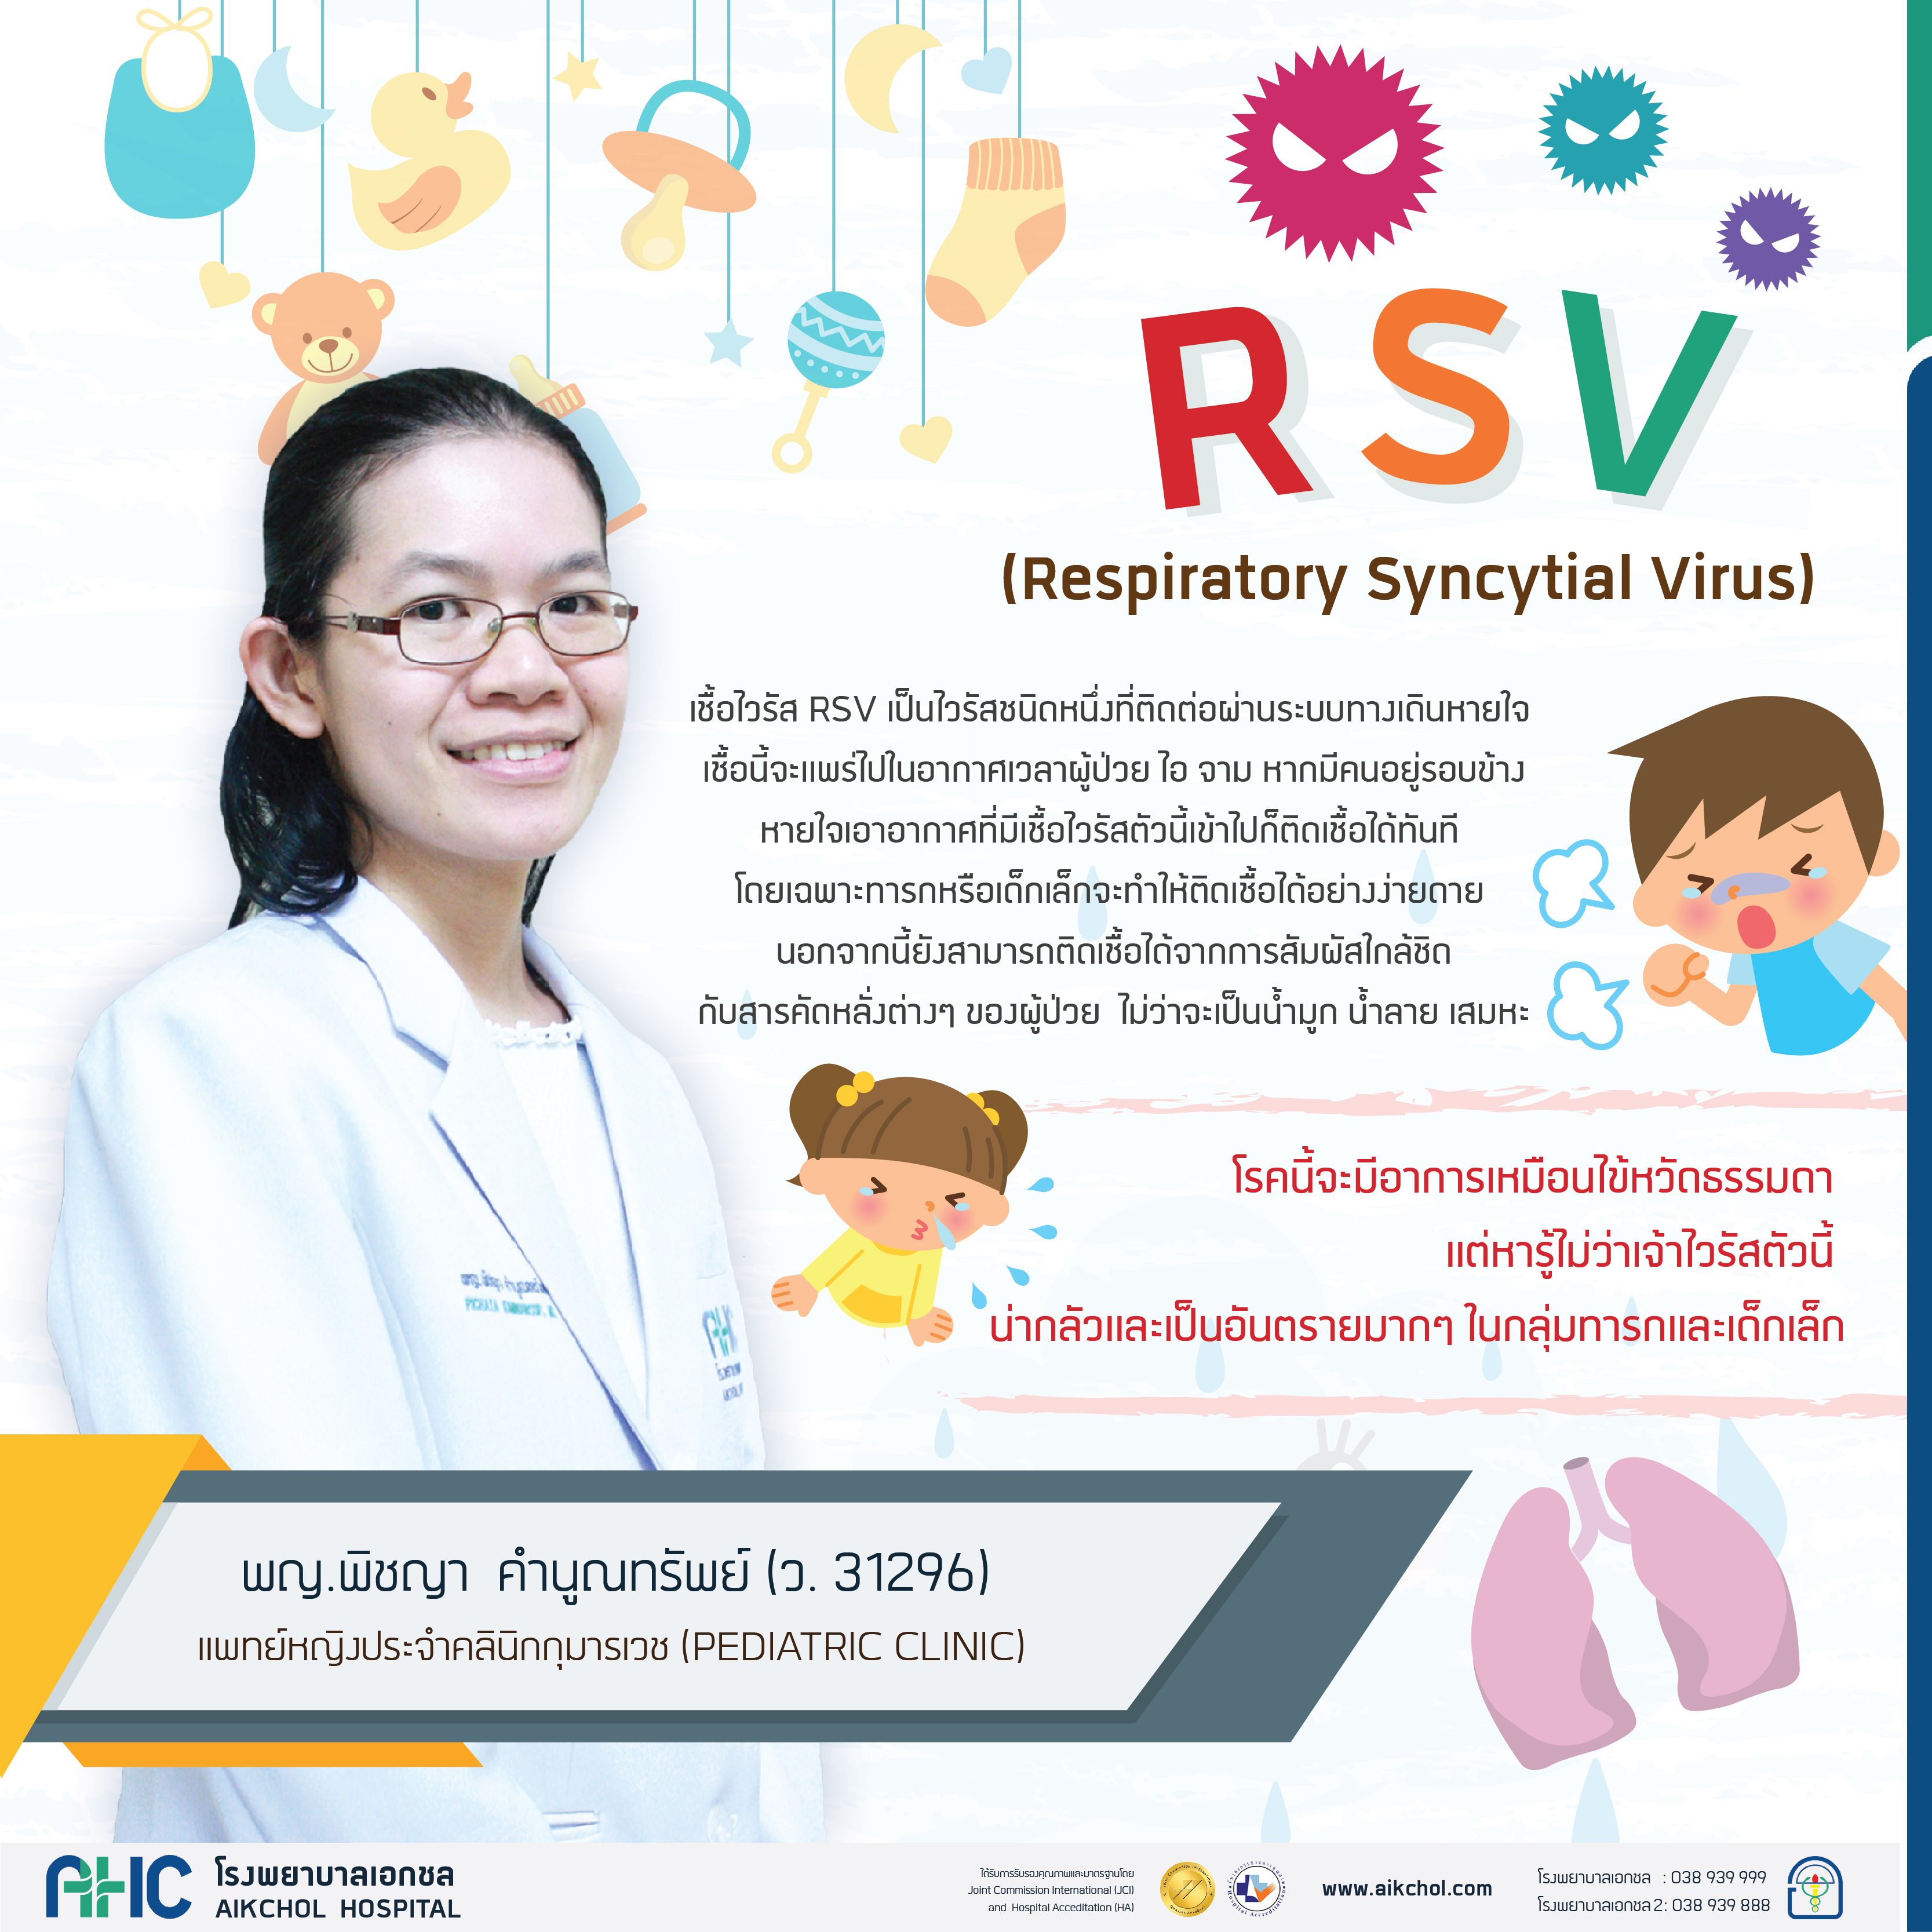 RSV
(Respiratory Syncytial Virus)
เชื้อไวรัส RSV เป็นไวรัสชนิดหนึ่งที่ติดต่อผ่านระบบทางเดินหายใจ
เชื้อนี้จะแพร่ไปในอากาศเวลาผู้ป่วย ไอ จาม หากมีคนอยู่รอบข้าง
หายใจเอาอากาศที่มีเชื้อไวรัสตัวนี้เข้าไปก็ติดเชื้อได้ทันที
โดยเฉพาะทารกหรือเด็กเล็กจะทำให้ติดเชื้อได้อย่างง่ายดาย
นอกจากนี้ยังสามารถติดเชื้อได้จากการสัมผัสใกล้ชิด
กับสารคัดหลั่งต่างๆ ของผู้ป่วย ไม่ว่าจะเป็นน้ำมูก น้ำลาย เสมหะ
โรคนี้จะมีอาการเหมือนไข้หวัดธรรมดา
แต่หารู้ไม่ว่าเจ้าไวรัสตัวนี้
น่ากลัวและเป็นอันตรายมากๆ ในกลุ่มทารกและเด็กเล็ก
พญ.พิชญา คำนูณทรัพย์ (ว. 31296)
แพทย์หญิงประจำคลินิกกุมารเวช (PEDIATRIC CLINIC)
AHC
โรงพยาบาลเอกชล
AIKCHOL HOSPITAL
ได้รับการรับรองคุณภาพและมาตรฐานโดย
Joint Commission International (JCI)
and Hospital Acceditation (HA)
www.aikchol.com
โรงพยาบาลเอกชล : 038 939 999
โรงพยาบาลเอกชล 2: 038 939 888